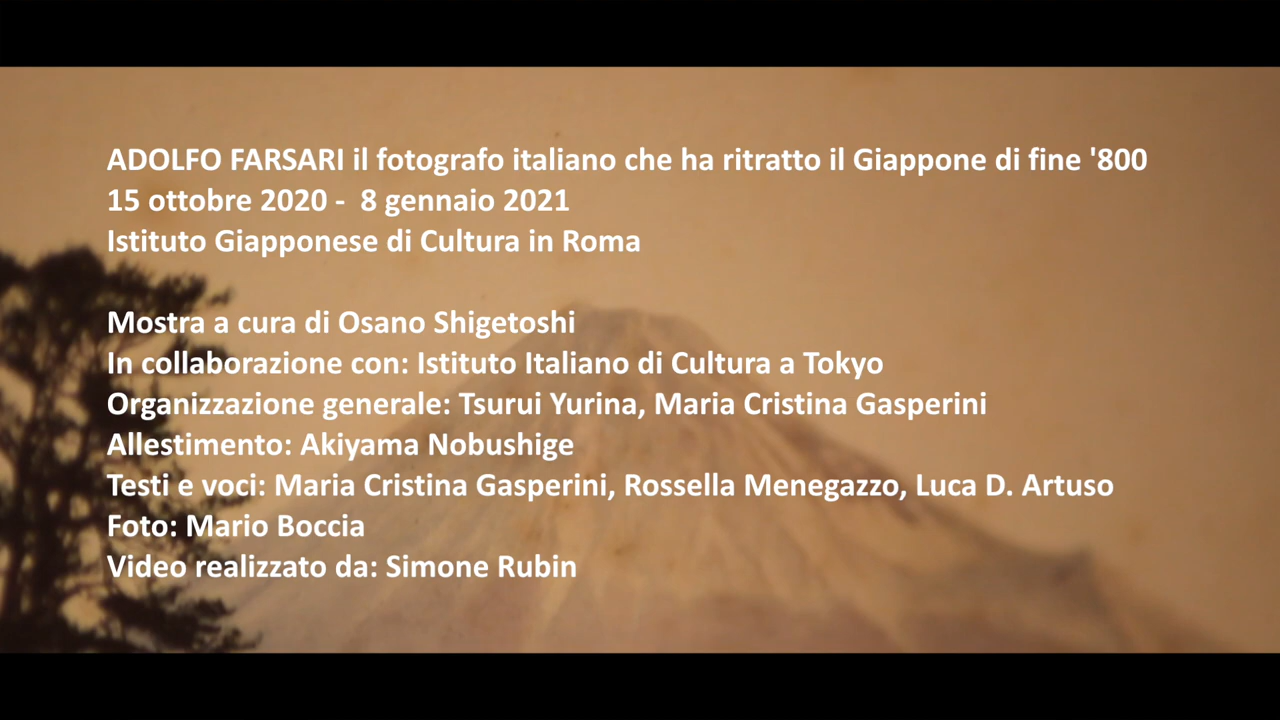 ADOLFO FARSARI il fotografo italiano che ha ritratto il Giappone di fine '800
15 ottobre 2020 -  8 gennaio 2021
Istituto Giapponese di Cultura in Roma
Mostra a cura di Osano Shigetoshi
In collaborazione con: Istituto Italiano di Cultura a Tokyo
Organizzazione generale: Tsurui Yurina, Maria Cristina Gasperini
Allestimento: Akiyama Nobushige
Testi e voci: Maria Cristina Gasperini, Rossella Menegazzo, Luca D. Artuso
Foto: Mario Boccia
Video realizzato da: Simone Rubin